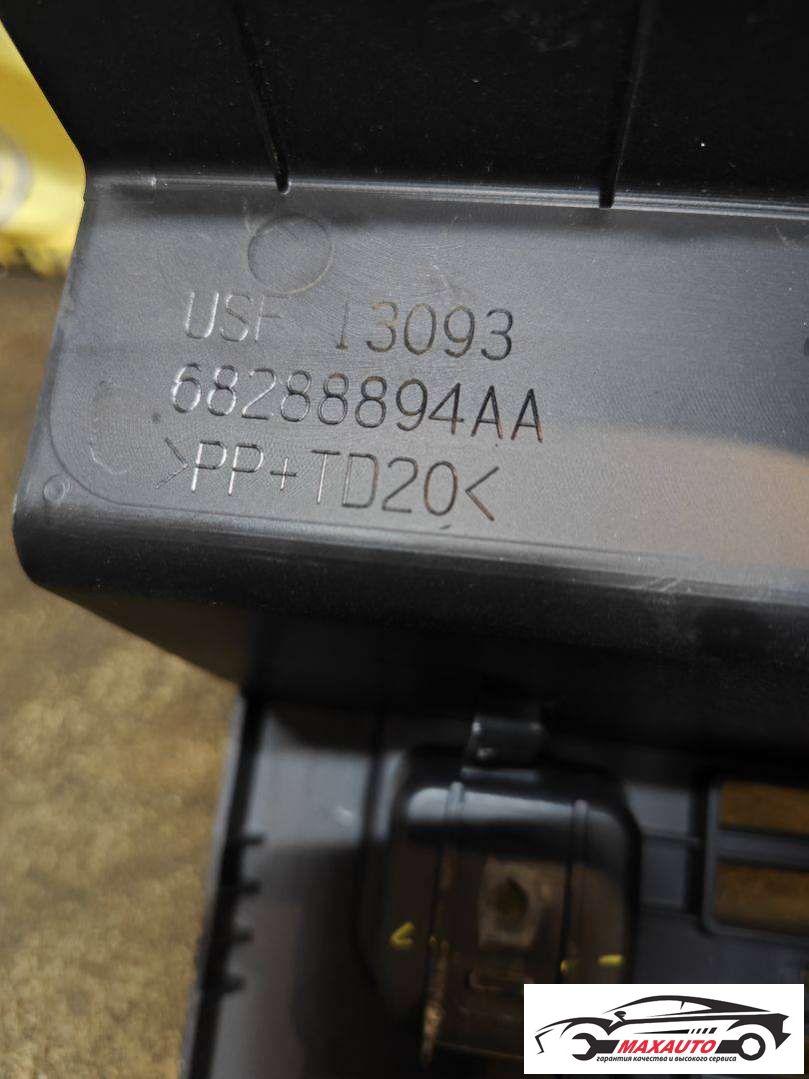 USF 13093
68288894AA
>PP+TD20<
MAXAUTO
гарантия качества и высокого сервиса